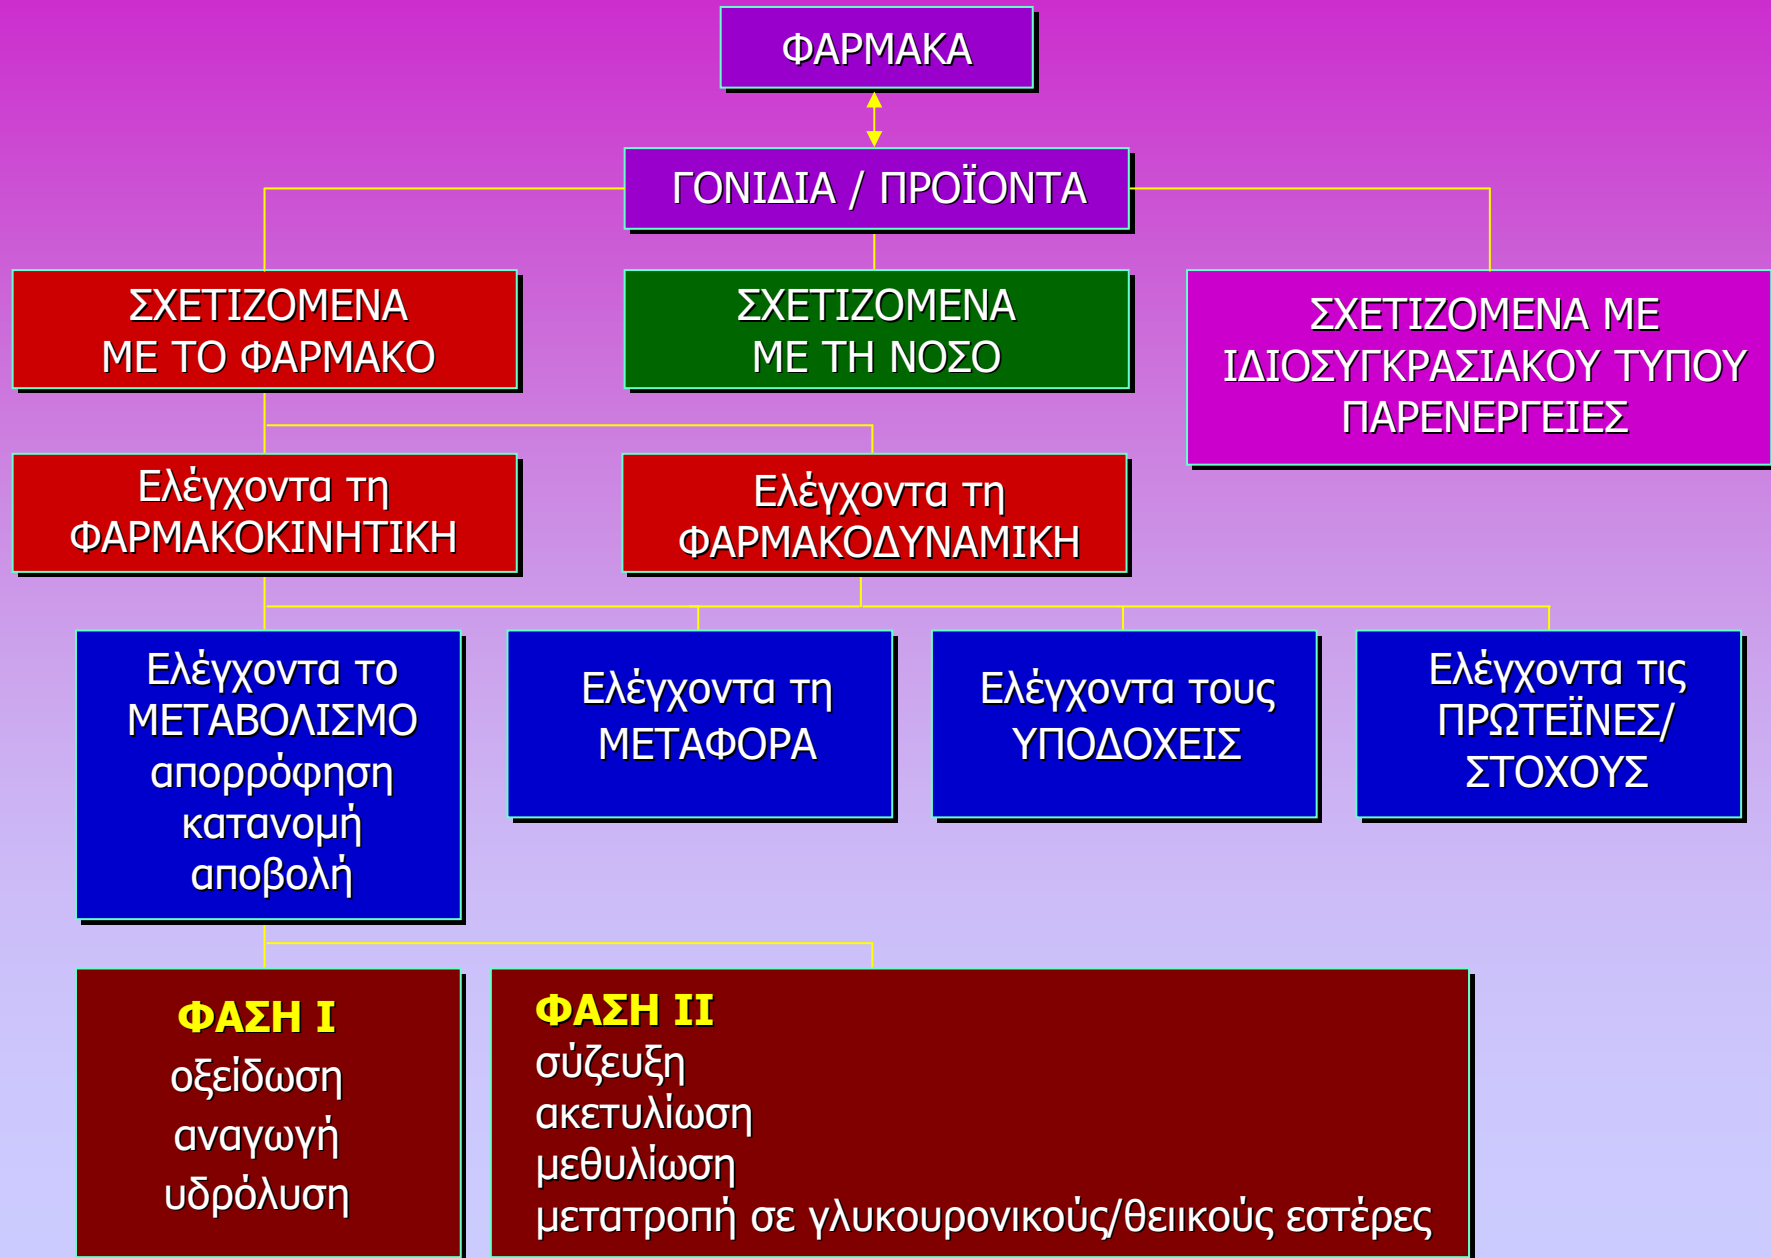 ΦΑΡΜΑΚΑ
ΓΟΝΙΔΙΑ / ΠΡΟΪΟΝΤΑ
ΣΧΕΤΙΖΟΜΕΝΑ
ΜΕ ΤΟ ΦΑΡΜΑΚΟ
ΣΧΕΤΙΖΟΜΕΝΑ
ΜΕ ΤΗ ΝΟΣΟ
ΣΧΕΤΙΖΟΜΕΝΑ ΜΕ
ΙΔΙΟΣΥΓΚΡΑΣΙΑΚΟΥ ΤΥΠΟΥ
ΠΑΡΕΝΕΡΓΕΙΕΣ
Ελέγχοντα τη
ΦΑΡΜΑΚΟΚΙΝΗΤΙΚΗ
Ελέγχοντα τη
ΦΑΡΜΑΚΟΔΥΝΑΜΙΚΗ
Ελέγχοντα το
ΜΕΤΑΒΟΛΙΣΜΟ
απορρόφηση
κατανομή
αποβολή
Ελέγχοντα τη
ΜΕΤΑΦΟΡΑ
Ελέγχοντα τους
ΥΠΟΔΟΧΕΙΣ
Ελέγχοντα τις
ΠΡΩΤΕΪΝΕΣ/
ΣΤΟΧΟΥΣ
ΦΑΣΗ Ι
οξείδωση
αναγωγή
υδρόλυση
ΦΑΣΗ ΙΙ
σύζευξη
ακετυλίωση
μεθυλίωση
μετατροπή σε γλυκουρονικούς/θειικούς εστέρες